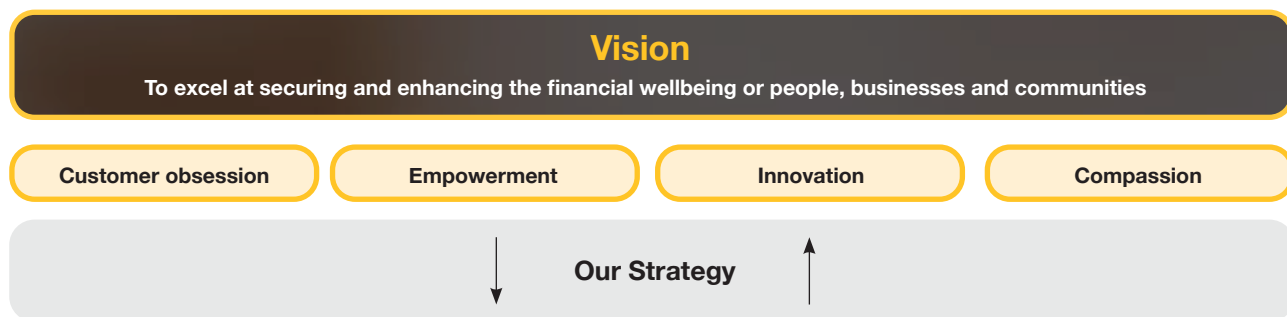 Vision
To excel at securing and enhancing the financial wellbeing or people, businesses and communities
Customer obsession
Empowerment
Innovation
Compassion
Our Strategy